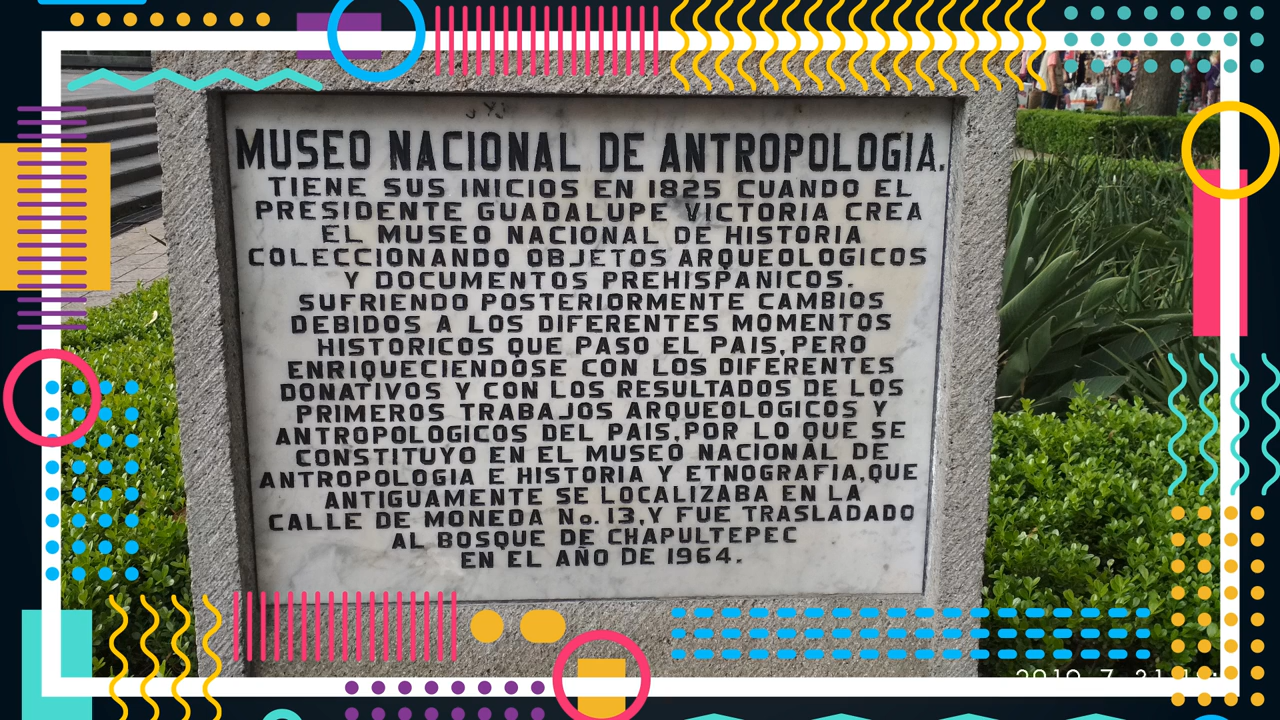 MUSEO NACIONAL DE ANTROPOLOGIA.
TIENE SUS INICIOS EN 1825 CUANDO EL
PRESIDENTE GUADALUPE VICTORIA CREA
EL MUSEO NACIONAL DE HISTORIA
COLECCIONANDO OBJETOS ARQUEOLOGICOS
Y DOCUMENTOS PREHISPANICOS.
SUFRIENDO POSTERIORMENTE CAMBIOS
DEBIDOS A LOS DIFERENTES MOMENTOS
HISTORICOS QUE PASO EL PAIS, PERO
ENRIQUECIENDOSE CON LOS DIFERENTES
DONATIVOS Y CON LOS RESULTADOS DE LOS
PRIMEROS TRABAJOS ARQUEOLOGICOS Y
ANTROPOLOGICOS DEL PAIS, POR LO QUE SE
CONSTITUYO EN EL MUSEO NACIONAL DE
ANTROPOLOGIA E HISTORIA Y ETNOGRAFIA, QUE
ANTIGUAMENTE SE LOCALIZABA EN LA
CALLE DE MONEDA No. 13, Y FUE TRASLADADO
AL BOSQUE DE CHAPULTEPEC
EN EL AÑO DE 1964.